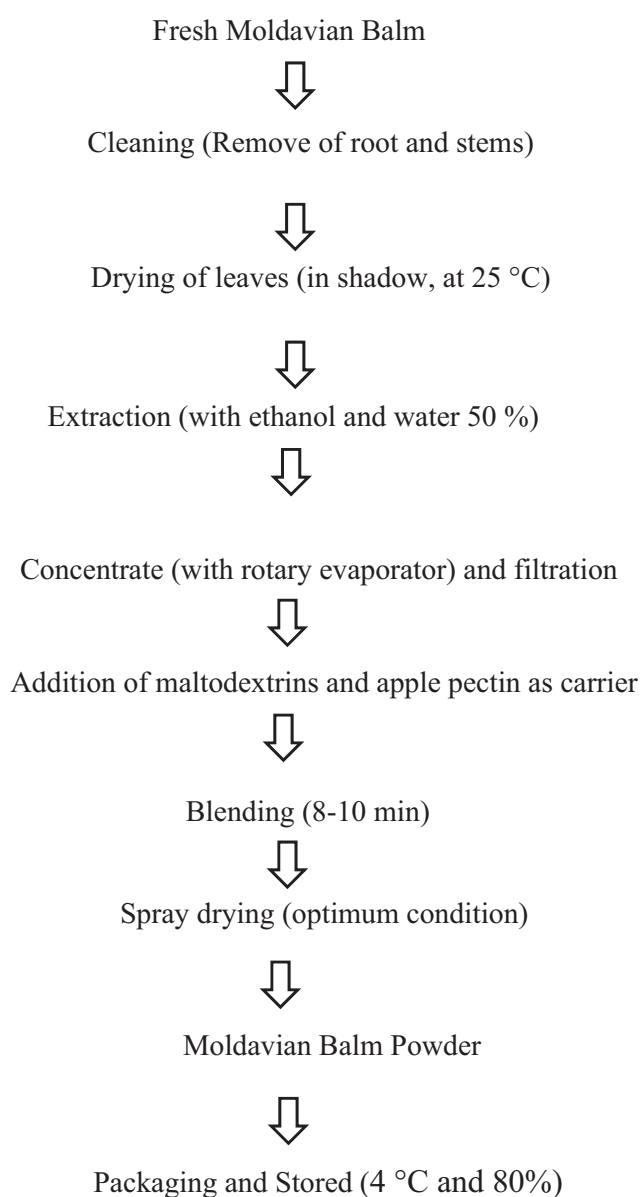 Fresh Moldavian Balm
Cleaning (Remove of root and stems)
Drying of leaves (in shadow, at 25 °C)
Extraction (with ethanol and water 50 %)
Concentrate (with rotary evaporator) and filtration
Addition of maltodextrins and apple pectin as carrier
Blending (8-10 min)
Spray drying (optimum condition)
Moldavian Balm Powder
Packaging and Stored (4 °C and 80%)